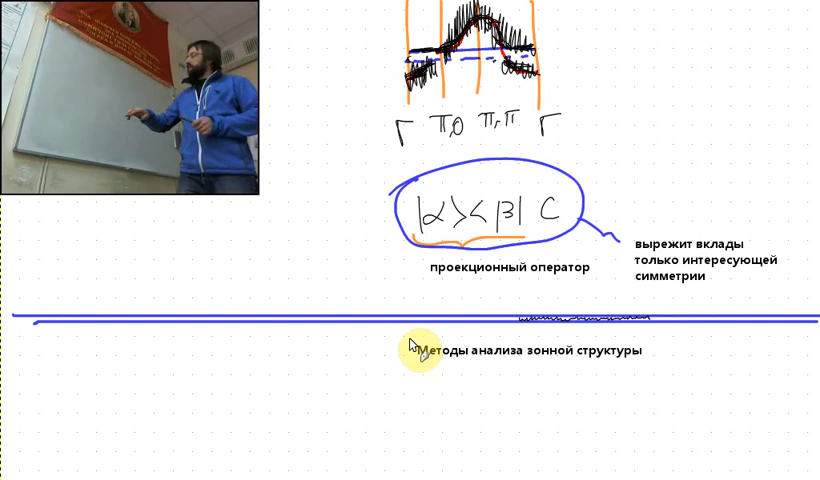 Γ π,0 π,π Γ
|α><β| C
вырежит вклады
только интересующей
симметрии
проекционный оператор
Методы анализа зонной структуры